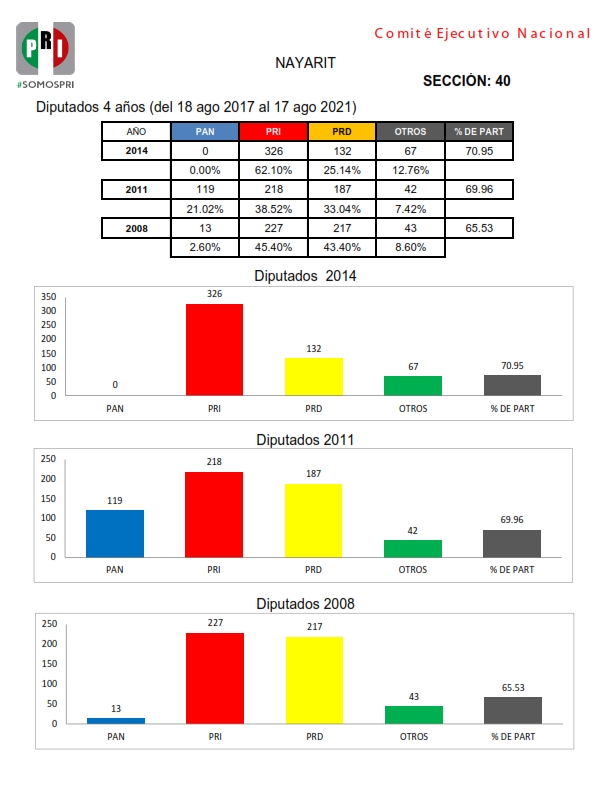 PRI
#SOMOSPRI
Comité Ejecutivo Nacional
NAYARIT
SECCIÓN: 40
Diputados 4 años (del 18 ago 2017 al 17 ago 2021)
AÑO PAN PRI PRD OTROS % DE PART
2014 0 326 132 67 70.95
0.00% 62.10% 25.14% 12.76%
2011 119 218 187 42 69.96
21.02% 38.52% 33.04% 7.42%
2008 13 227 217 43 65.53
2.60% 45.40% 43.40% 8.60%
Diputados 2014
350
300
250
200
150
100
50
0
0 326 132 67 70.95
PAN PRI PRD OTROS % DE PART
Diputados 2011
250
200
150
100
50
0
119 218 187 42 69.96
PAN PRI PRD OTROS % DE PART
Diputados 2008
250
200
150
100
50
0
13 227 217 43 65.53
PAN PRI PRD OTROS % DE PART